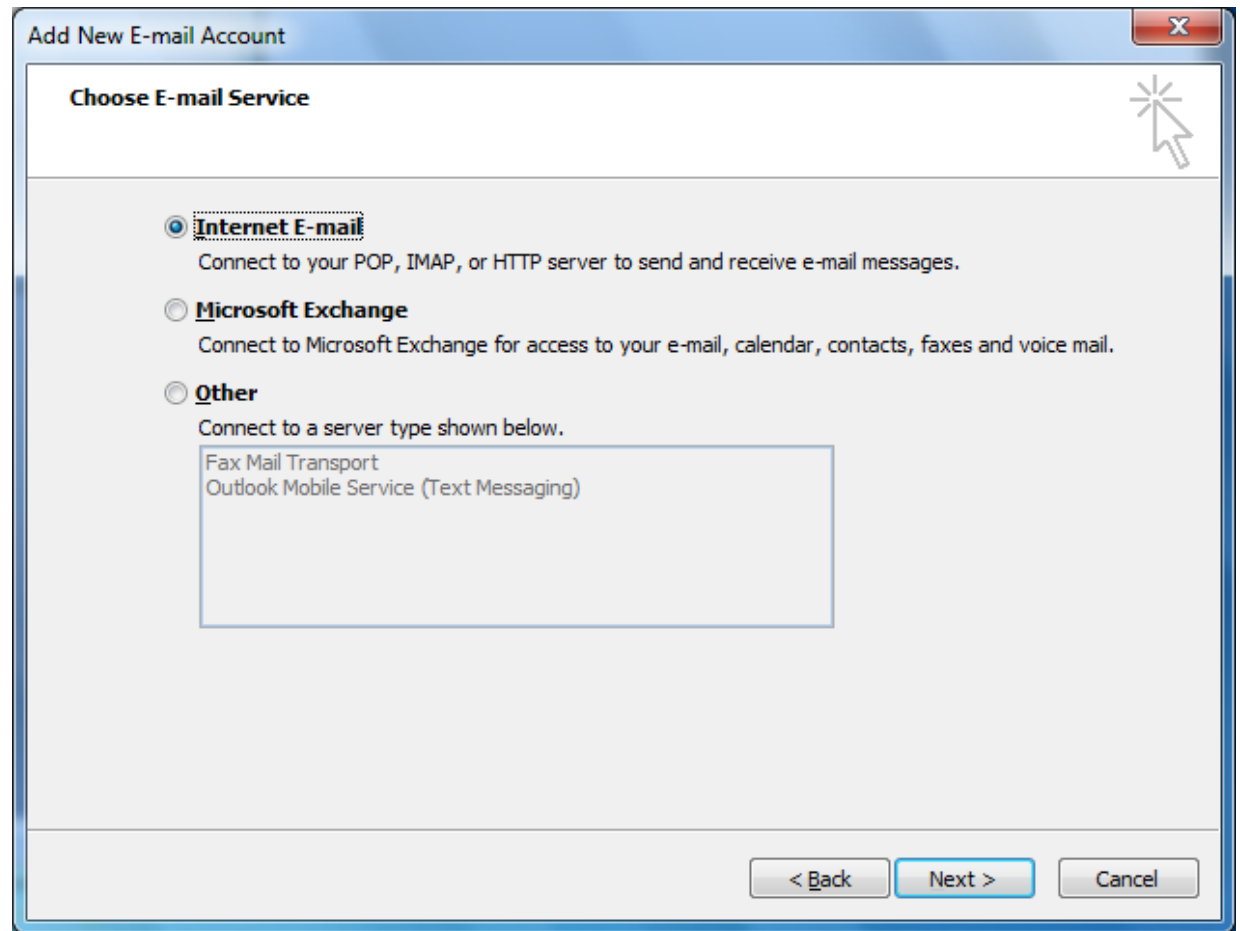 Add New E-mail Account
Choose E-mail Service
Internet E-mail
Connect to your POP, IMAP, or HTTP server to send and receive e-mail messages.
Microsoft Exchange
Connect to Microsoft Exchange for access to your e-mail, calendar, contacts, faxes and voice mail.
Other
Connect to a server type shown below.
Fax Mail Transport
Outlook Mobile Service (Text Messaging)
< Back Next > Cancel